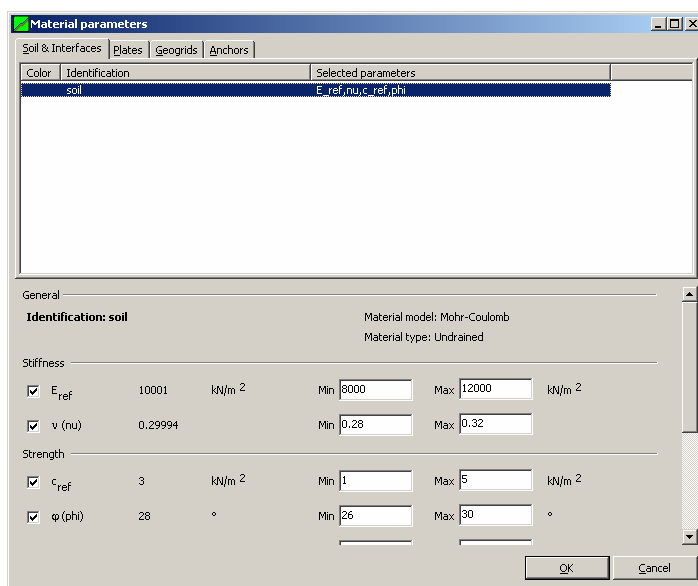 Material parameters
Soil & Interfaces Plates Geogrids Anchors
Color Identification Selected parameters
soil E_ref,nu,c_ref,phi
General
Identification: soil Material model: Mohr-Coulomb
Material type: Undrained
Stiffness
E ref 10001 kN/m 2 Min 8000 Max 12000 kN/m 2
ν (nu) 0.29994 Min 0.28 Max 0.32
Strength
c ref 3 kN/m 2 Min 1 Max 5 kN/m 2
φ (phi) 28 ° Min 26 Max 30 °
OK Cancel